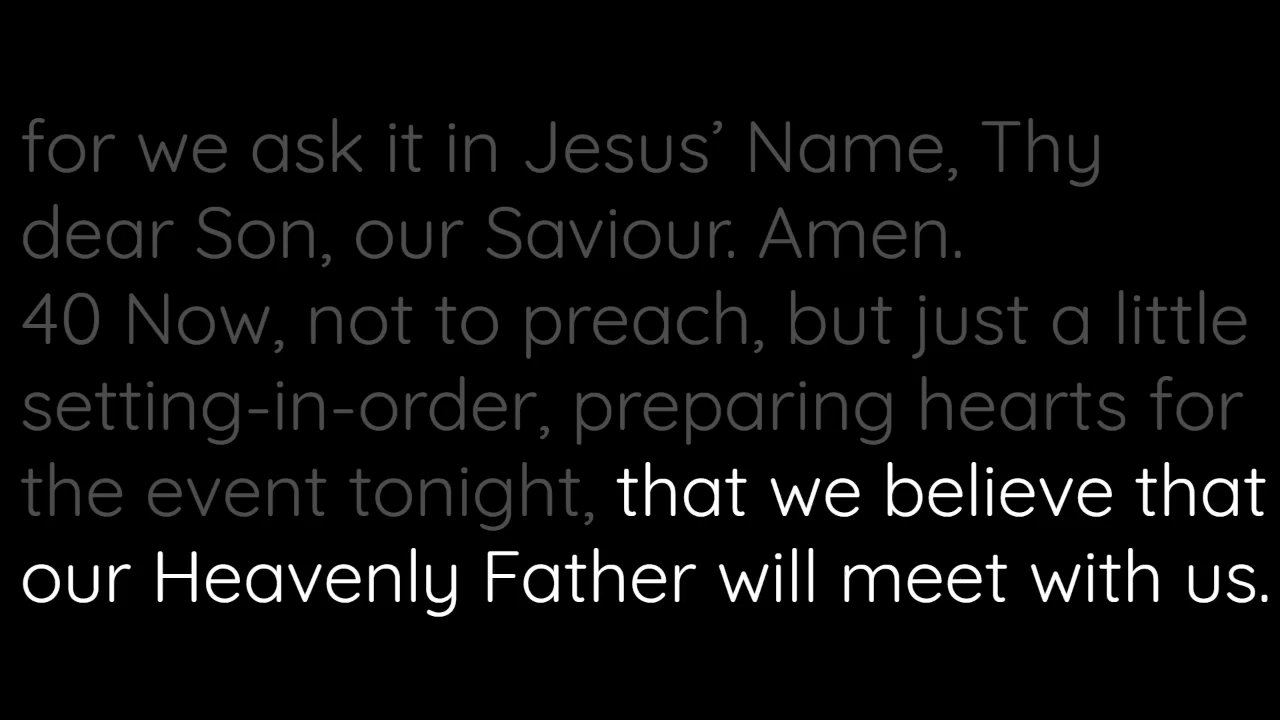 for we ask it in Jesus’ Name, Thy
dear Son, our Saviour. Amen.
40 Now, not to preach, but just a little
setting-in-order, preparing hearts for
the event tonight, that we believe that
our Heavenly Father will meet with us.